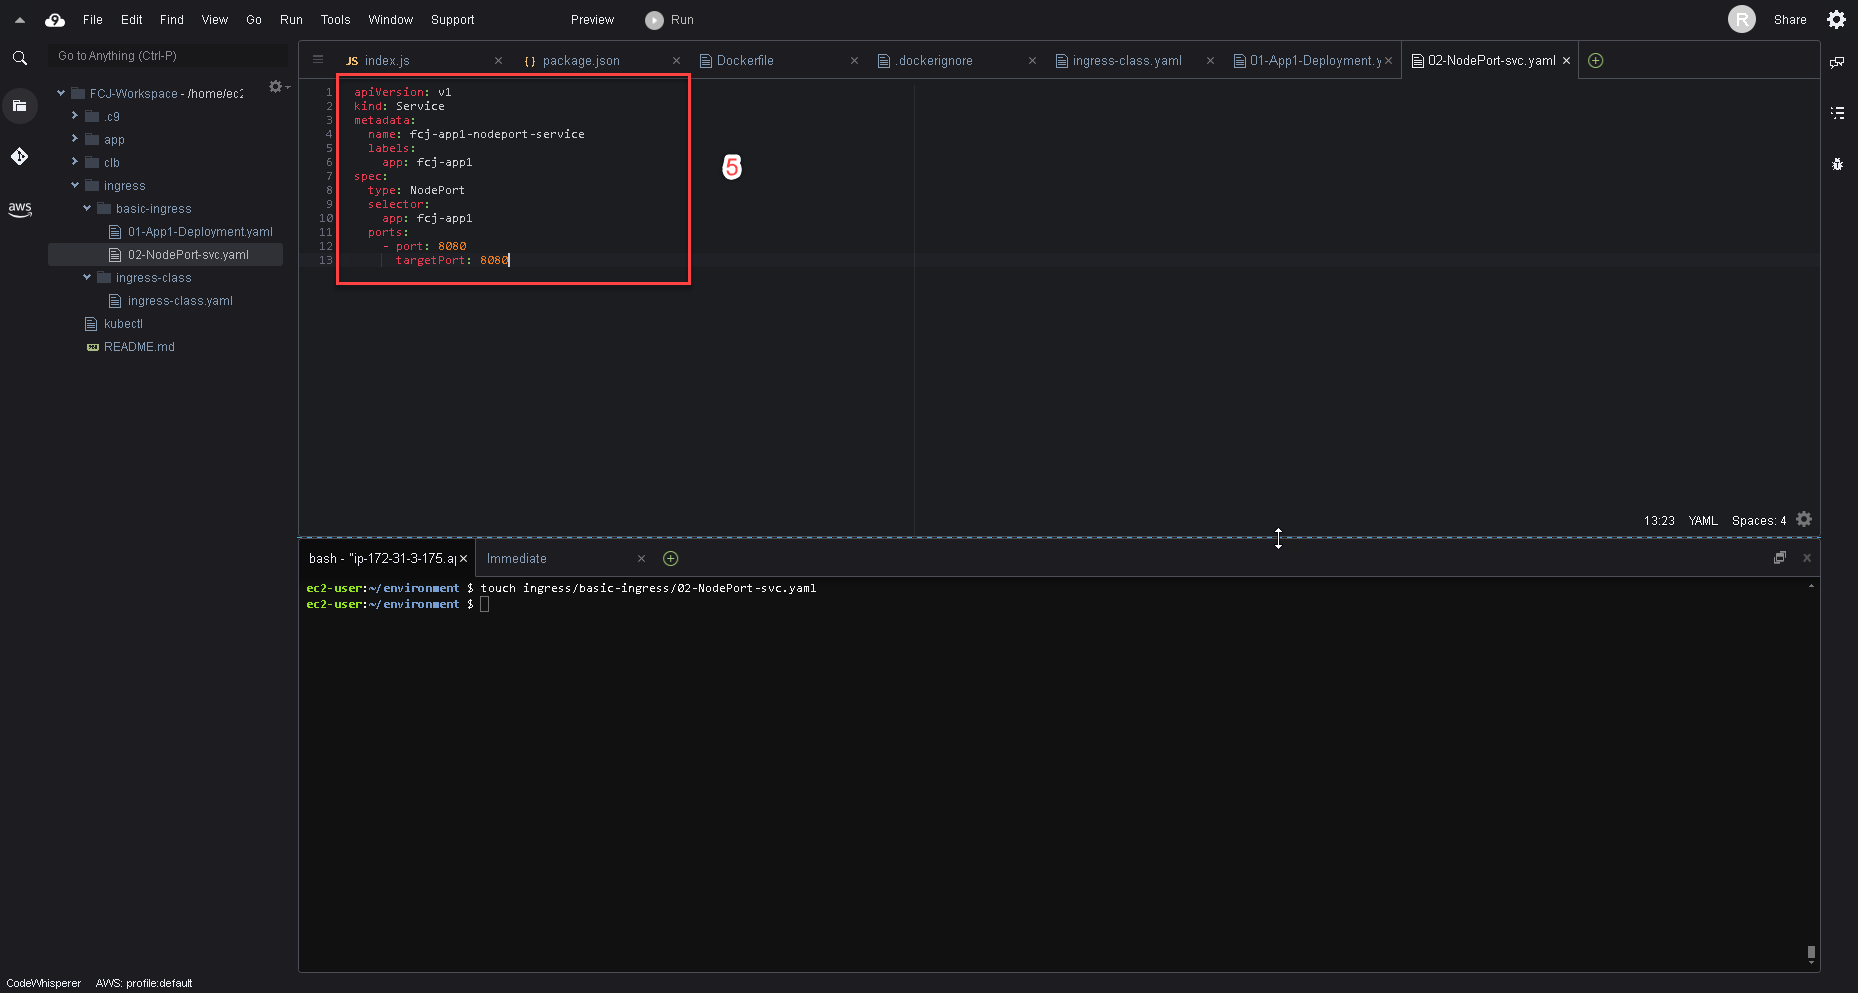 File Edit Find View Go Run Tools Window Support Preview Run R Share
Go to Anything (Ctrl-P)
FCJ-Workspace - /home/ec2
.c9
app
clb
ingress
basic-ingress
01-App1-Deployment.yaml
02-NodePort-svc.yaml
ingress-class
ingress-class.yaml
kubectl
README.md
aws
JS index.js
{} package.json
Dockerfile
.dockerignore
ingress-class.yaml
01-App1-Deployment.y
02-NodePort-svc.yaml
1 apiVersion: v1
2 kind: Service
3 metadata:
4   name: fcj-app1-nodeport-service
5   labels:
6     app: fcj-app1
7 spec:
8   type: NodePort
9   selector:
10     app: fcj-app1
11   ports:
12     - port: 8080
13       targetPort: 8080
5
13:23 YAML Spaces: 4
bash - "ip-172-31-3-175.ap
Immediate
ec2-user:~/environment $ touch ingress/basic-ingress/02-NodePort-svc.yaml
ec2-user:~/environment $
CodeWhisperer AWS: profile:default